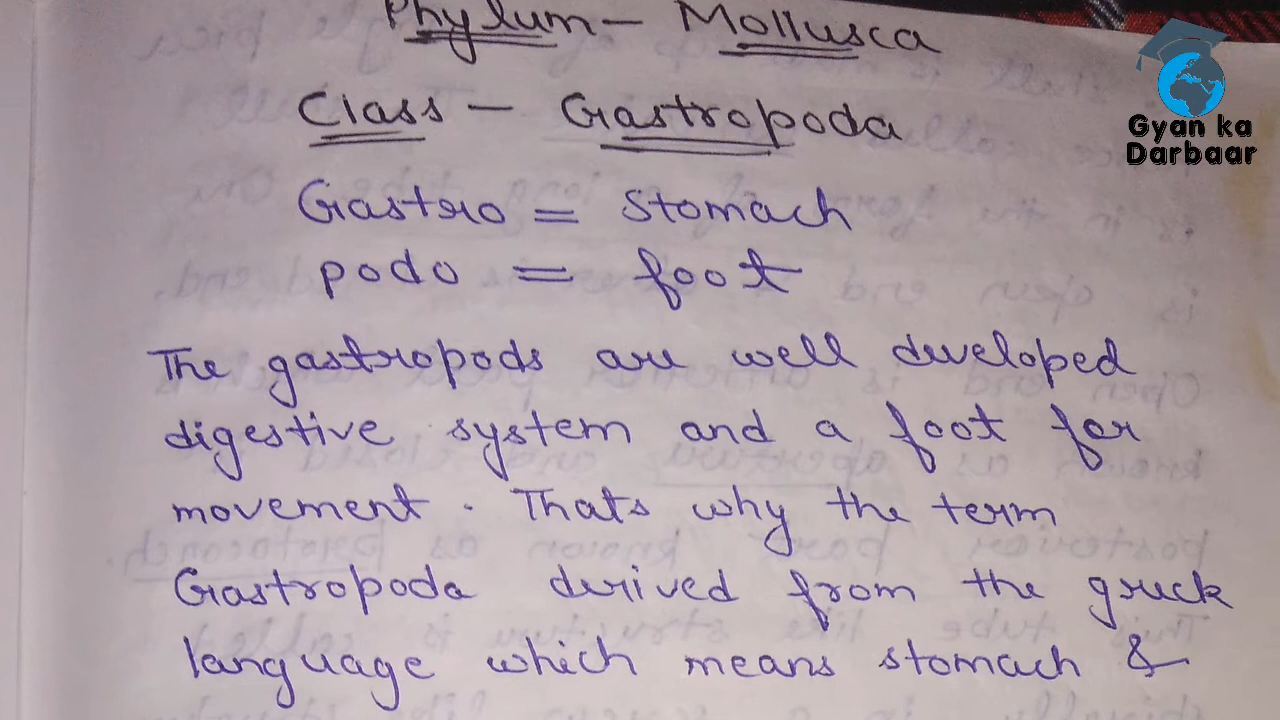 Phylum - Mollusca
Class - Gastropoda
Gastro = Stomach
podo = foot
The gastropods are well developed
digestive system and a foot for
movement. Thats why the term
Gastropoda derived from the greek
language which means stomach &
Gyan ka
Darbaar